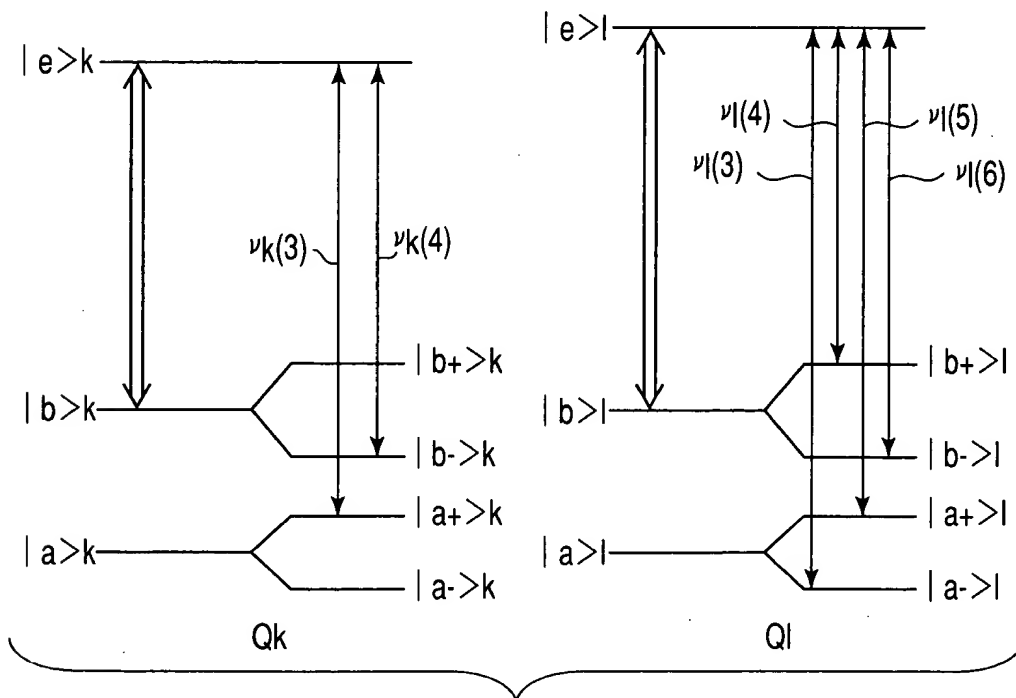 |e>k
|e>l
νl(4)
νl(5)
νl(3)
νl(6)
νk(3)
νk(4)
|b+>k
|b+>l
|b>k
|b>l
|b->k
|b->l
|a+>k
|a+>l
|a>k
|a>l
|a->k
|a->l
Qk
Ql